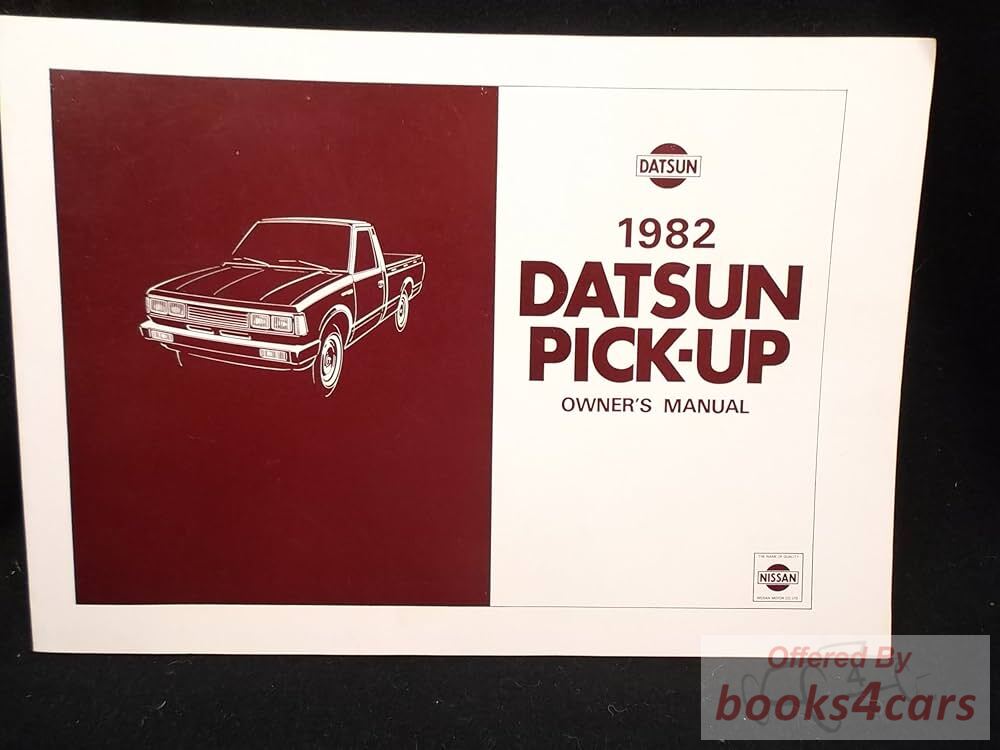 DATSUN
1982
DATSUN
PICK-UP
OWNER'S MANUAL
THE NAME OF QUALITY
NISSAN
NISSAN MOTOR CO., LTD.
Offered By
books4cars